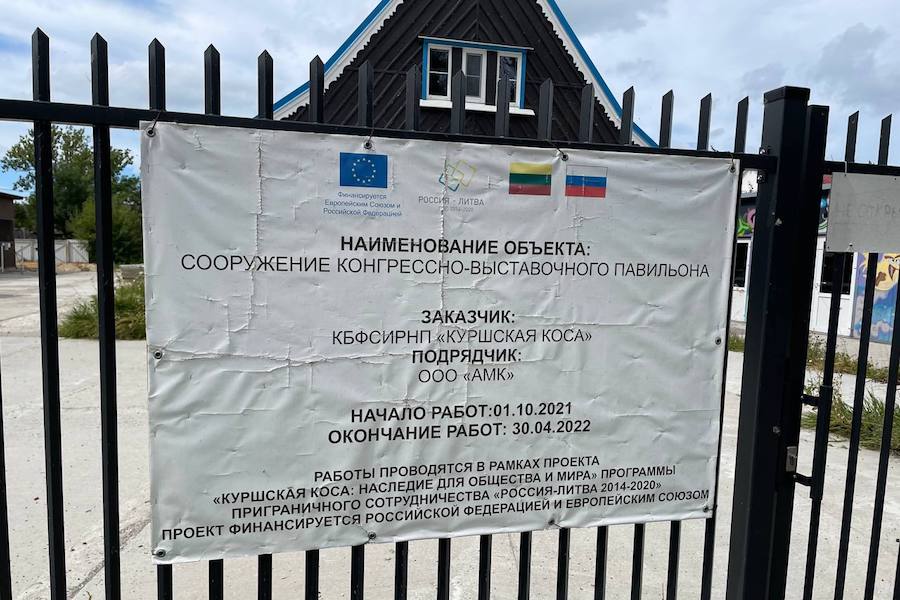 Финансируется
Европейским Союзом и
Российской Федерацией
РОССИЯ - ЛИТВА
2014-2020
НАИМЕНОВАНИЕ ОБЪЕКТА:
СООРУЖЕНИЕ КОНГРЕССНО-ВЫСТАВОЧНОГО ПАВИЛЬОНА
ЗАКАЗЧИК:
КБФСИРНП «КУРШСКАЯ КОСА»
ПОДРЯДЧИК:
ООО «АМК»
НАЧАЛО РАБОТ:01.10.2021
ОКОНЧАНИЕ РАБОТ: 30.04.2022
РАБОТЫ ПРОВОДЯТСЯ В РАМКАХ ПРОЕКТА
«КУРШСКАЯ КОСА: НАСЛЕДИЕ ДЛЯ ОБЩЕСТВА И МИРА» ПРОГРАММЫ
ПРИГРАНИЧНОГО СОТРУДНИЧЕСТВА «РОССИЯ-ЛИТВА 2014-2020»
ПРОЕКТ ФИНАНСИРУЕТСЯ РОССИЙСКОЙ ФЕДЕРАЦИЕЙ И ЕВРОПЕЙСКИМ СОЮЗОМ